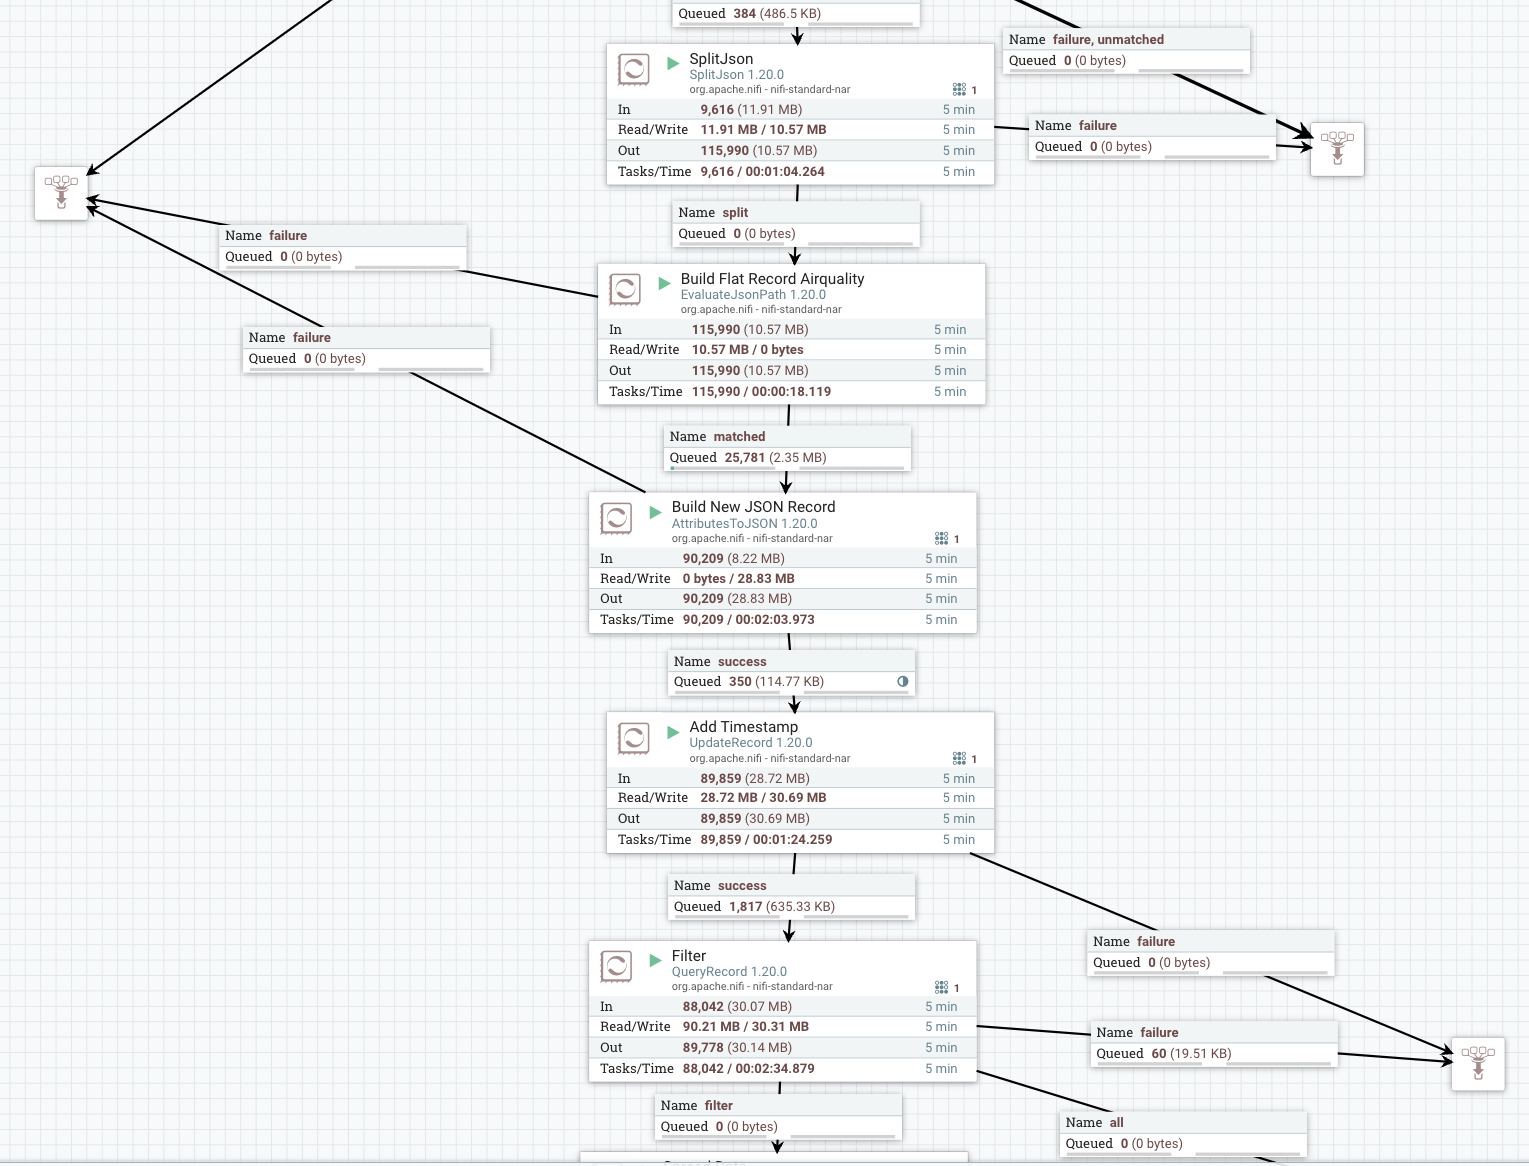 Queued 384 (486.5 KB)
Name failure, unmatched
Queued 0 (0 bytes)
SplitJson
SplitJson 1.20.0
org.apache.nifi - nifi-standard-nar
1
In 9,616 (11.91 MB) 5 min
Read/Write 11.91 MB / 10.57 MB 5 min
Out 115,990 (10.57 MB) 5 min
Tasks/Time 9,616 / 00:01:04.264 5 min
Name failure
Queued 0 (0 bytes)
Name split
Queued 0 (0 bytes)
Name failure
Queued 0 (0 bytes)
Build Flat Record Airquality
EvaluateJsonPath 1.20.0
org.apache.nifi - nifi-standard-nar
In 115,990 (10.57 MB) 5 min
Read/Write 10.57 MB / 0 bytes 5 min
Out 115,990 (10.57 MB) 5 min
Tasks/Time 115,990 / 00:00:18.119 5 min
Name failure
Queued 0 (0 bytes)
Name matched
Queued 25,781 (2.35 MB)
Build New JSON Record
AttributesToJSON 1.20.0
org.apache.nifi - nifi-standard-nar
1
In 90,209 (8.22 MB) 5 min
Read/Write 0 bytes / 28.83 MB 5 min
Out 90,209 (28.83 MB) 5 min
Tasks/Time 90,209 / 00:02:03.973 5 min
Name success
Queued 350 (114.77 KB)
Add Timestamp
UpdateRecord 1.20.0
org.apache.nifi - nifi-standard-nar
1
In 89,859 (28.72 MB) 5 min
Read/Write 28.72 MB / 30.69 MB 5 min
Out 89,859 (30.69 MB) 5 min
Tasks/Time 89,859 / 00:01:24.259 5 min
Name success
Queued 1,817 (635.33 KB)
Name failure
Queued 0 (0 bytes)
Filter
QueryRecord 1.20.0
org.apache.nifi - nifi-standard-nar
1
In 88,042 (30.07 MB) 5 min
Read/Write 90.21 MB / 30.31 MB 5 min
Out 89,778 (30.14 MB) 5 min
Tasks/Time 88,042 / 00:02:34.879 5 min
Name failure
Queued 60 (19.51 KB)
Name filter
Queued 0 (0 bytes)
Name all
Queued 0 (0 bytes)